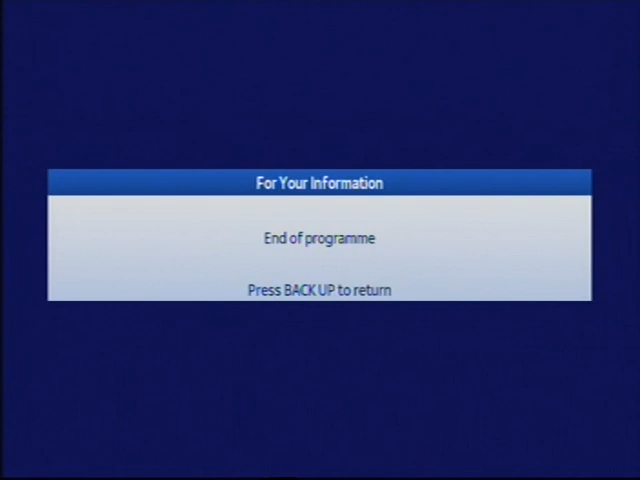 For Your Information
End of programme
Press BACK UP to return